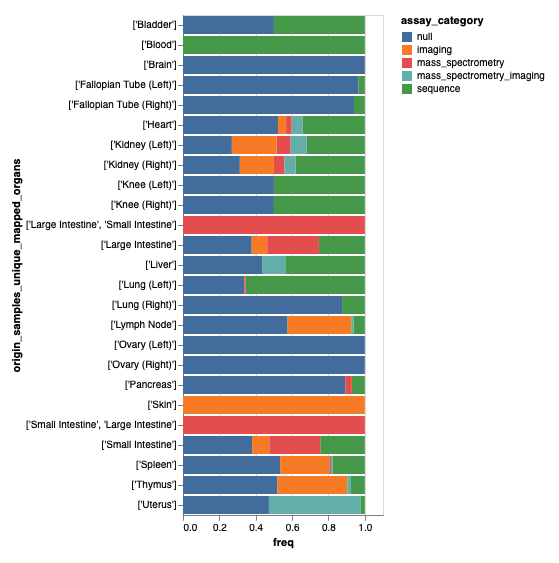 assay_category
null
imaging
mass_spectrometry
mass_spectrometry_imaging
sequence
origin_samples_unique_mapped_organs
['Bladder']
['Blood']
['Brain']
['Fallopian Tube (Left)']
['Fallopian Tube (Right)']
['Heart']
['Kidney (Left)']
['Kidney (Right)']
['Knee (Left)']
['Knee (Right)']
['Large Intestine', 'Small Intestine']
['Large Intestine']
['Liver']
['Lung (Left)']
['Lung (Right)']
['Lymph Node']
['Ovary (Left)']
['Ovary (Right)']
['Pancreas']
['Skin']
['Small Intestine', 'Large Intestine']
['Small Intestine']
['Spleen']
['Thymus']
['Uterus']
0.0 0.2 0.4 0.6 0.8 1.0
freq